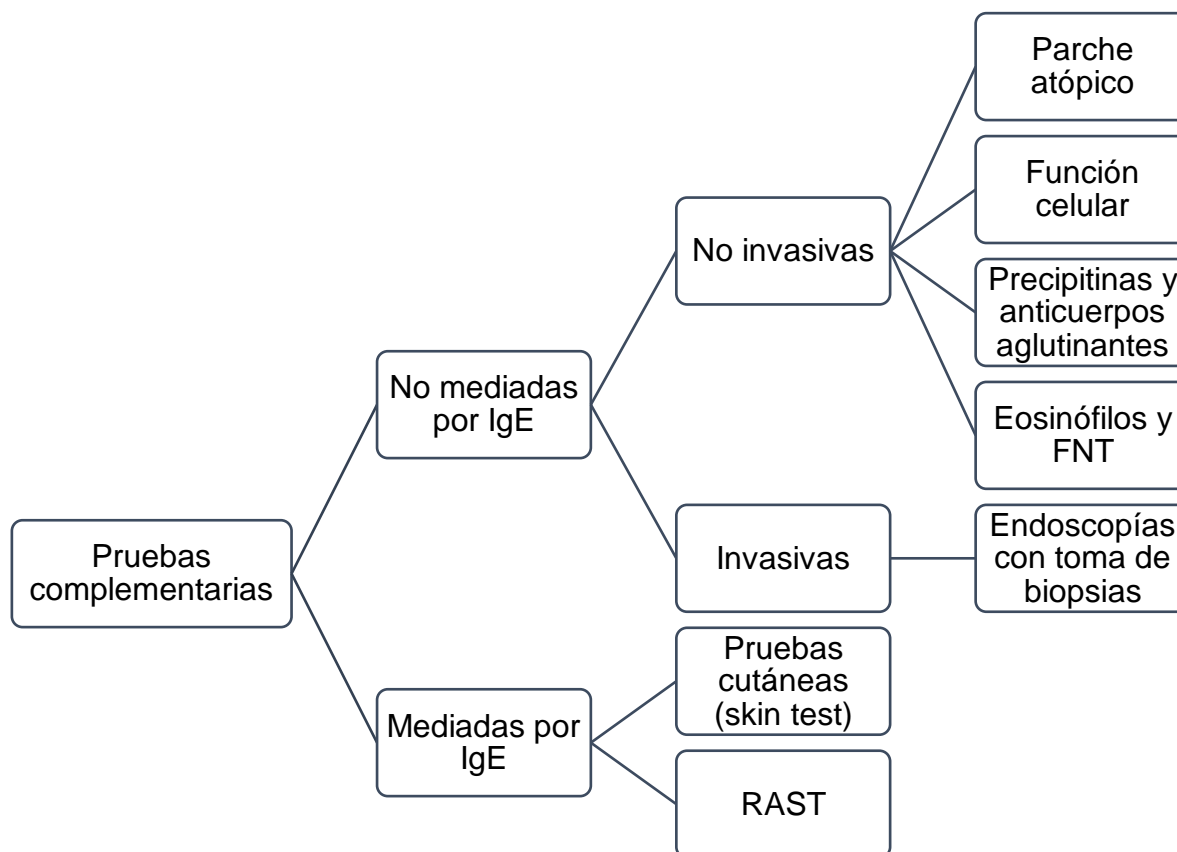 Pruebas
complementarias
No mediadas
por IgE
No invasivas
Parche
atópico
Función
celular
Precipitinas y
anticuerpos
aglutinantes
Eosinófilos y
FNT
Invasivas
Endoscopías
con toma de
biopsias
Mediadas por
IgE
Pruebas
cutáneas
(skin test)
RAST